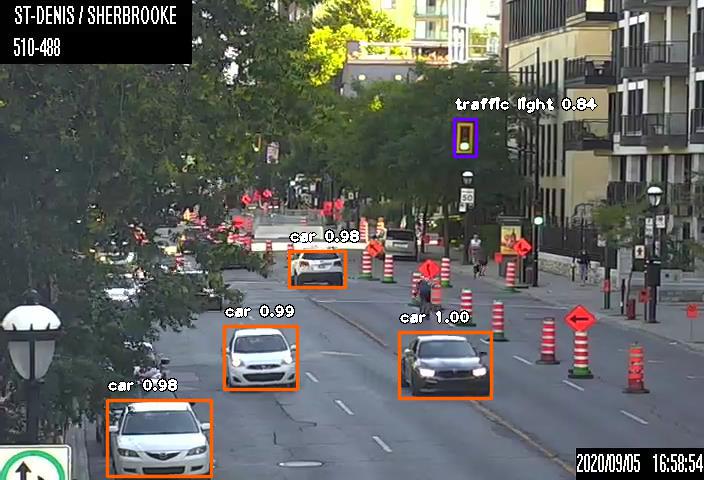 ST-DENIS / SHERBROOKE
510-488
traffic light 0.84
50
car 0.98
car 0.99
car 1.00
car 0.98
2020/09/05 16:58:54